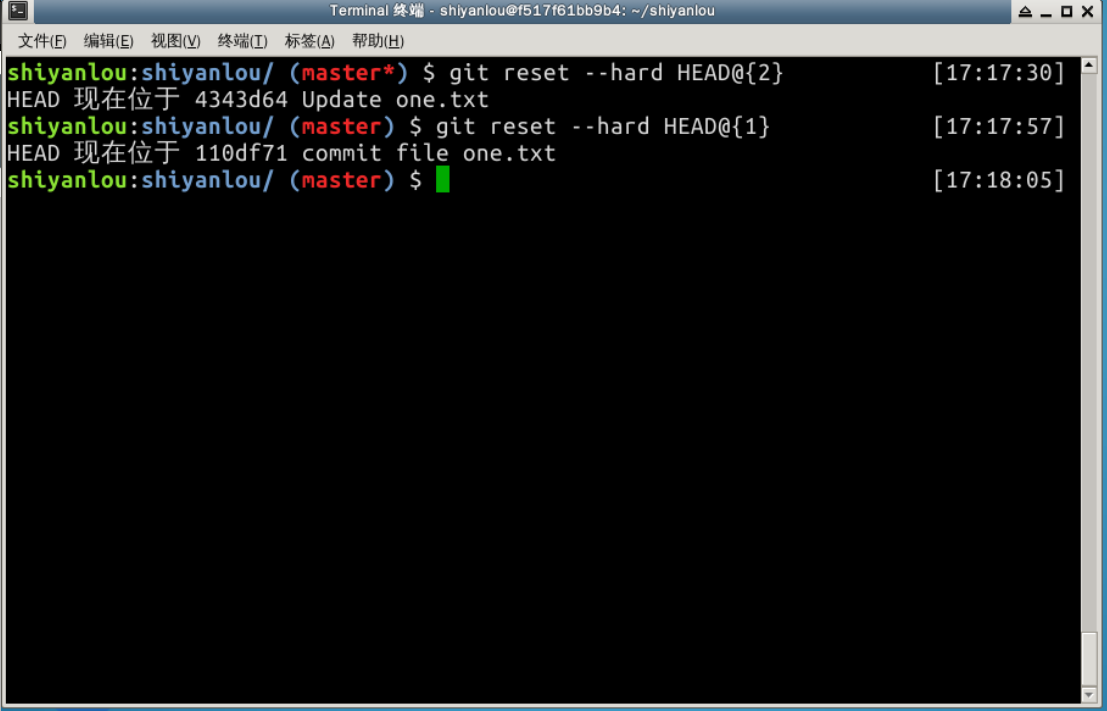 Terminal 终端 - shiyanlou@f517f61bb9b4: ~/shiyanlou
文件(F) 编辑(E) 视图(V) 终端(T) 标签(A) 帮助(H)
shiyanlou:shiyanlou/ (master*) $ git reset --hard HEAD@{2} [17:17:30]
HEAD 现在位于 4343d64 Update one.txt
shiyanlou:shiyanlou/ (master) $ git reset --hard HEAD@{1} [17:17:57]
HEAD 现在位于 110df71 commit file one.txt
shiyanlou:shiyanlou/ (master) $ [17:18:05]